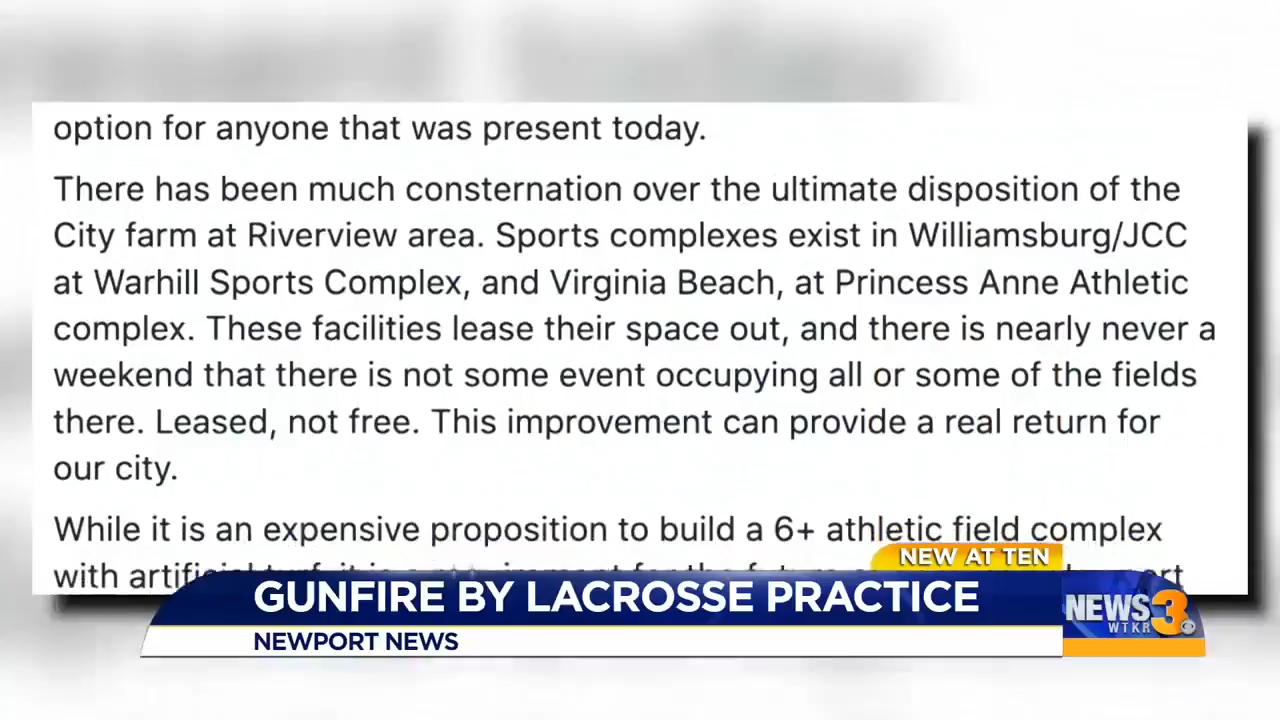 option for anyone that was present today.
There has been much consternation over the ultimate disposition of the
City farm at Riverview area. Sports complexes exist in Williamsburg/JCC
at Warhill Sports Complex, and Virginia Beach, at Princess Anne Athletic
complex. These facilities lease their space out, and there is nearly never a
weekend that there is not some event occupying all or some of the fields
there. Leased, not free. This improvement can provide a real return for
our city.
While it is an expensive proposition to build a 6+ athletic field complex
with
NEW AT TEN
GUNFIRE BY LACROSSE PRACTICE
NEWS 3
WTKR
NEWPORT NEWS